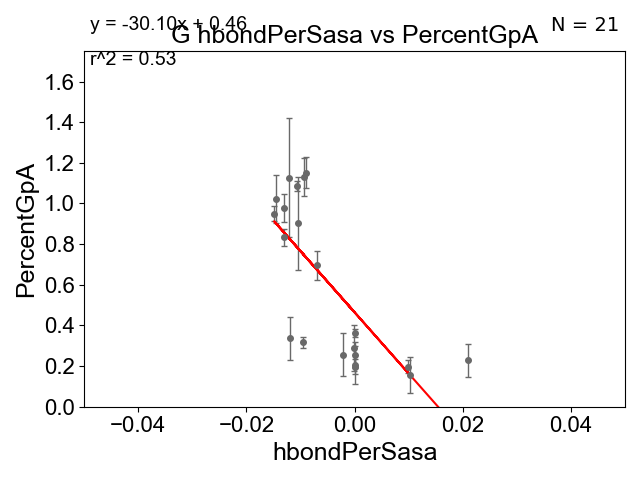 y = -30.10x + 0.46
G hbondPerSasa vs PercentGpA
N = 21
r^2 = 0.53
PercentGpA
1.6
1.4
1.2
1.0
0.8
0.6
0.4
0.2
0.0
−0.04
−0.02
0.00
0.02
0.04
hbondPerSasa